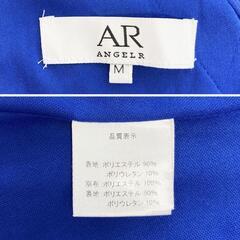 AR
ANGELR
M
品質表示
表地:ポリエステル 90%
ポリウレタン 10%
別布:ポリエステル 100%
裏地:ポリエステル 90%
ポリウレタン 10%